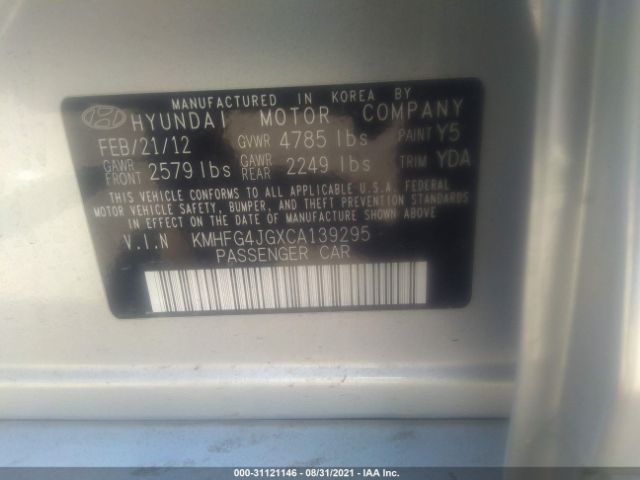 MANUFACTURED IN KOREA BY
HYUNDAI MOTOR COMPANY
FEB/21/12 GVWR 4785 lbs PAINT Y5
GAWR FRONT 2579 lbs GAWR REAR 2249 lbs TRIM YDA
THIS VEHICLE CONFORMS TO ALL APPLICABLE U.S.A. FEDERAL
MOTOR VEHICLE SAFETY, BUMPER, AND THEFT PREVENTION STANDARDS
IN EFFECT ON THE DATE OF MANUFACTURE SHOWN ABOVE.
V.I.N KMHFG4JGXCA139295
PASSENGER CAR
000-31121146 - 08/31/2021 - IAA Inc.